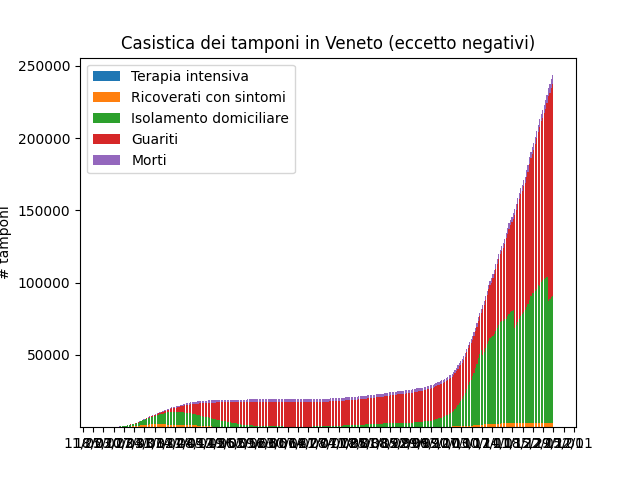 Casistica dei tamponi in Veneto (eccetto negativi)
250000
200000
150000
100000
50000
# tamponi
Terapia intensiva
Ricoverati con sintomi
Isolamento domiciliare
Guariti
Morti